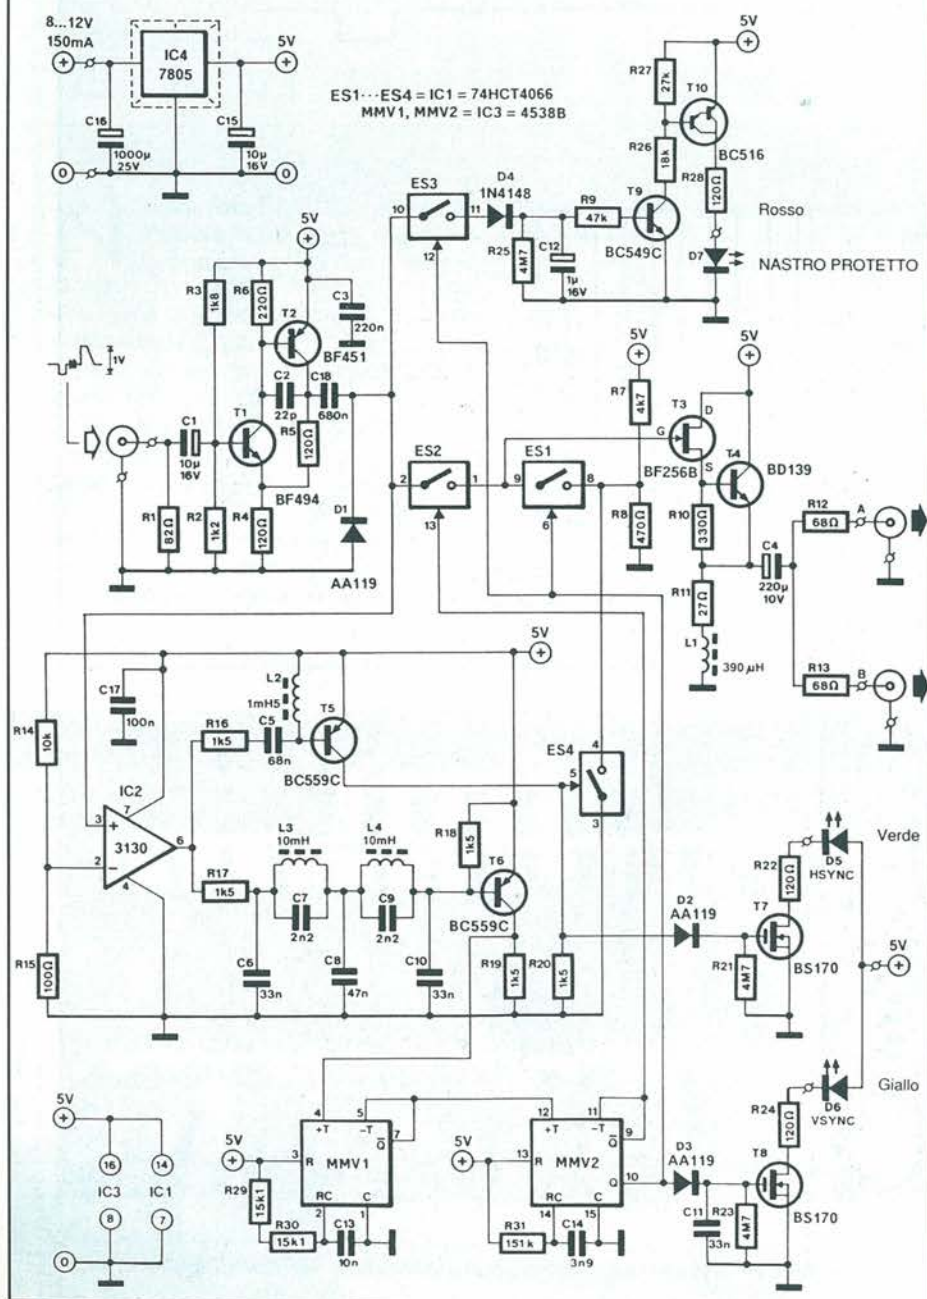 8...12V
150mA
IC4
7805
5V
C16
1000µ
25V
C15
10µ
16V
ES1···ES4 = IC1 = 74HCT4066
MMV1, MMV2 = IC3 = 4538B
5V
R27
27k
T10
BC516
R26
18k
R28
120Ω
ES3
10
11
12
D4
1N4148
R9
47k
T9
BC549C
R25
4M7
C12
1µ
16V
Rosso
D7
NASTRO PROTETTO
5V
R3
1k8
R6
220Ω
T2
BF451
C3
220n
1V
C1
10µ
16V
T1
BF494
C2
22p
C18
680n
R5
120Ω
R1
82Ω
R2
1k2
R4
120Ω
D1
AA119
ES2
2
1
13
ES1
9
8
6
5V
R7
4k7
R8
470Ω
T3
D
G
S
BF256B
T4
BD139
R10
330Ω
R11
27Ω
L1
390 µH
C4
220µ
10V
R12
68Ω
A
R13
68Ω
B
5V
R14
10k
C17
100n
L2
1mH5
R16
1k5
C5
68n
T5
BC559C
ES4
4
5
3
IC2
3130
7
3
+
2
−
6
4
R17
1k5
L3
10mH
L4
10mH
C7
2n2
C9
2n2
R18
1k5
T6
BC559C
R15
100Ω
C6
33n
C8
47n
C10
33n
R19
1k5
R20
1k5
D2
AA119
R21
4M7
T7
BS170
R22
120Ω
D5
HSYNC
Verde
5V
D6
VSYNC
Giallo
R24
120Ω
T8
BS170
D3
AA119
C11
33n
R23
4M7
5V
16
14
IC3
IC1
8
7
0
5V
R29
15k1
R30
15k1
4
+T
5
−T
Q
7
3
R
MMV1
RC
2
C
1
C13
10n
5V
12
+T
11
−T
Q
9
13
R
MMV2
Q
10
RC
14
C
15
R31
151k
C14
3n9